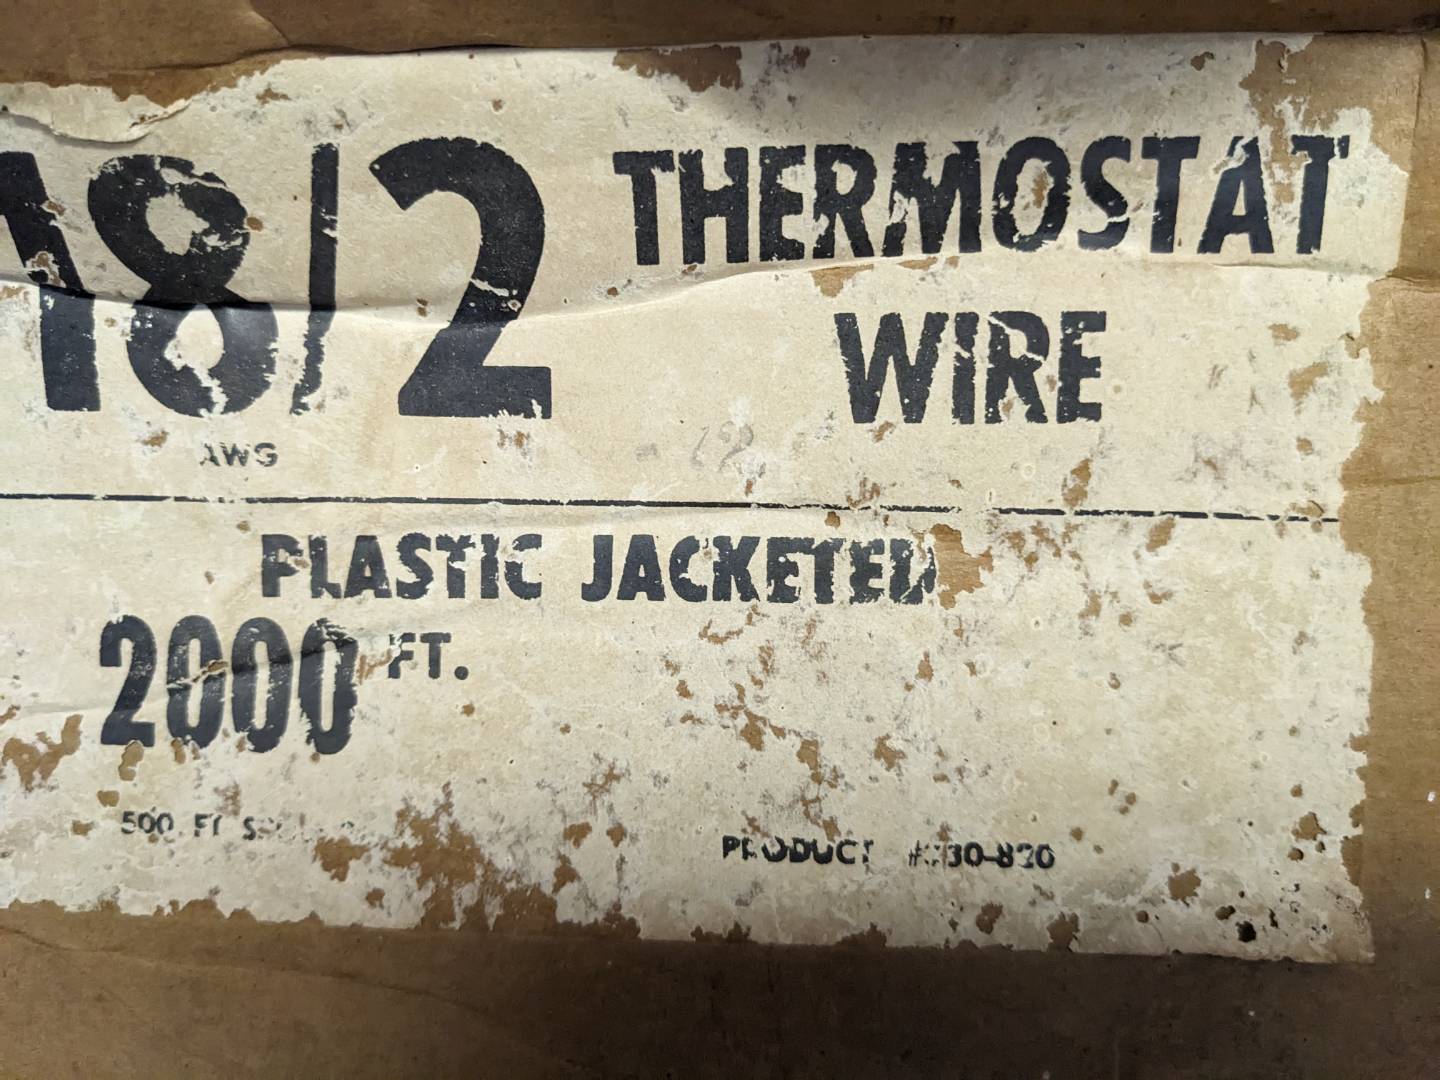 18/2 THERMOSTAT
WIRE
AWG
PLASTIC JACKETED
2000 FT.
500 FT
PRODUCT